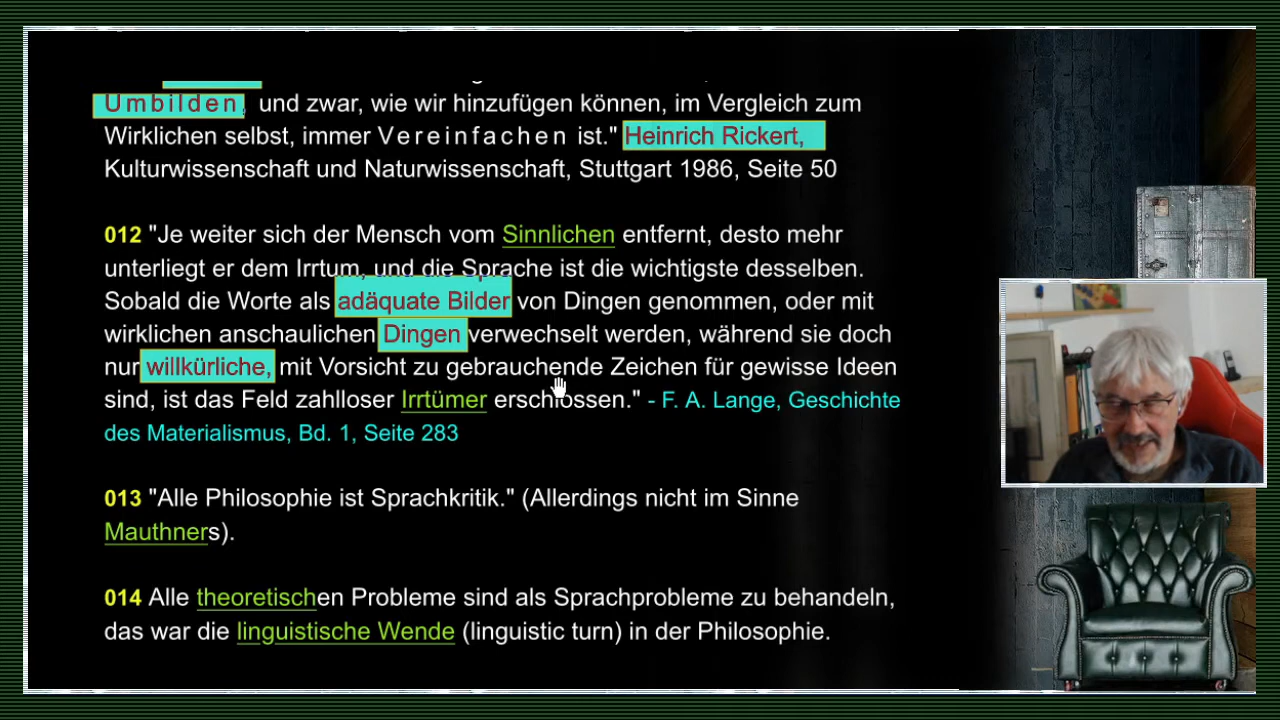 Umbilden, und zwar, wie wir hinzufügen können, im Vergleich zum
Wirklichen selbst, immer Vereinfachen ist." Heinrich Rickert,
Kulturwissenschaft und Naturwissenschaft, Stuttgart 1986, Seite 50
012 "Je weiter sich der Mensch vom Sinnlichen entfernt, desto mehr
unterliegt er dem Irrtum, und die Sprache ist die wichtigste desselben.
Sobald die Worte als adäquate Bilder von Dingen genommen, oder mit
wirklichen anschaulichen Dingen verwechselt werden, während sie doch
nur willkürliche, mit Vorsicht zu gebrauchende Zeichen für gewisse Ideen
sind, ist das Feld zahlloser Irrtümer erschlossen." - F. A. Lange, Geschichte
des Materialismus, Bd. 1, Seite 283
013 "Alle Philosophie ist Sprachkritik." (Allerdings nicht im Sinne
Mauthners).
014 Alle theoretischen Probleme sind als Sprachprobleme zu behandeln,
das war die linguistische Wende (linguistic turn) in der Philosophie.